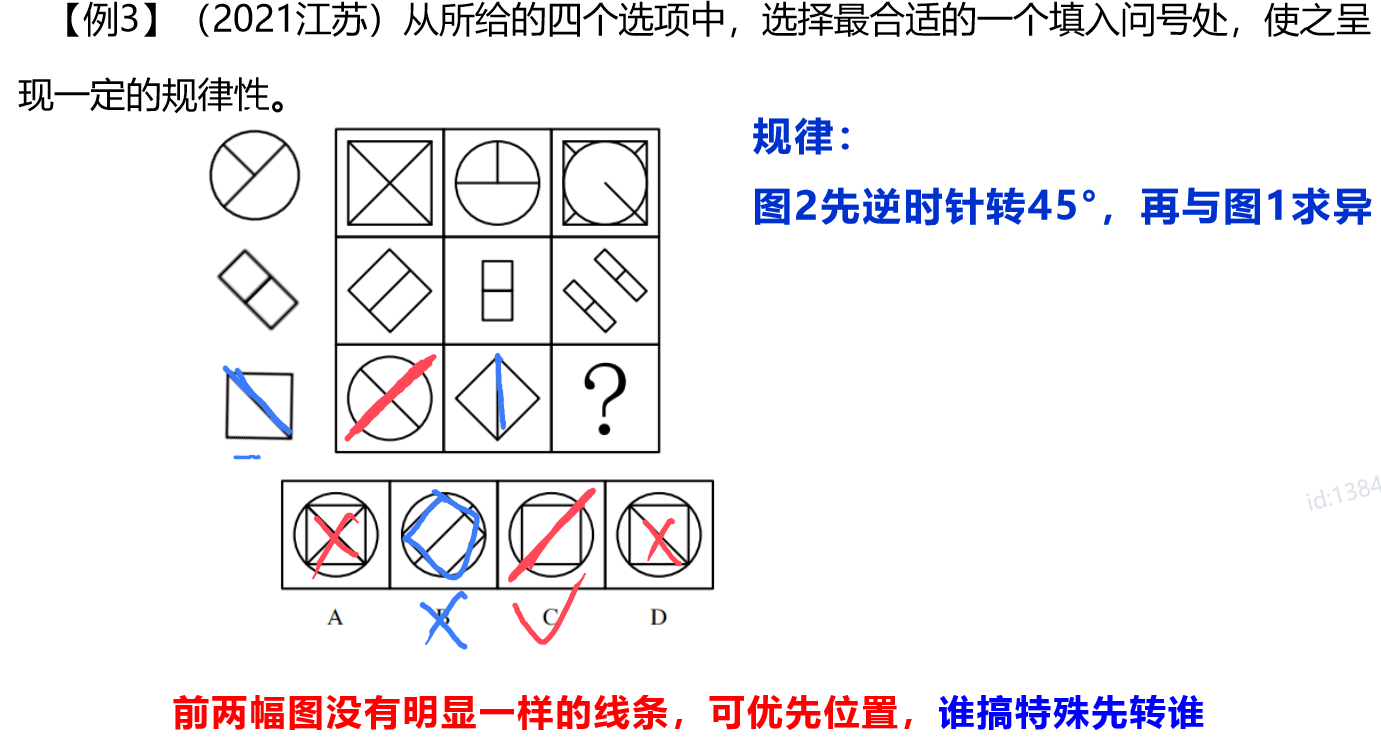 【例3】（2021江苏）从所给的四个选项中，选择最合适的一个填入问号处，使之呈
现一定的规律性。
规律：
图2先逆时针转45°，再与图1求异
?
id:1384
A B C D
前两幅图没有明显一样的线条，可优先位置，谁搞特殊先转谁